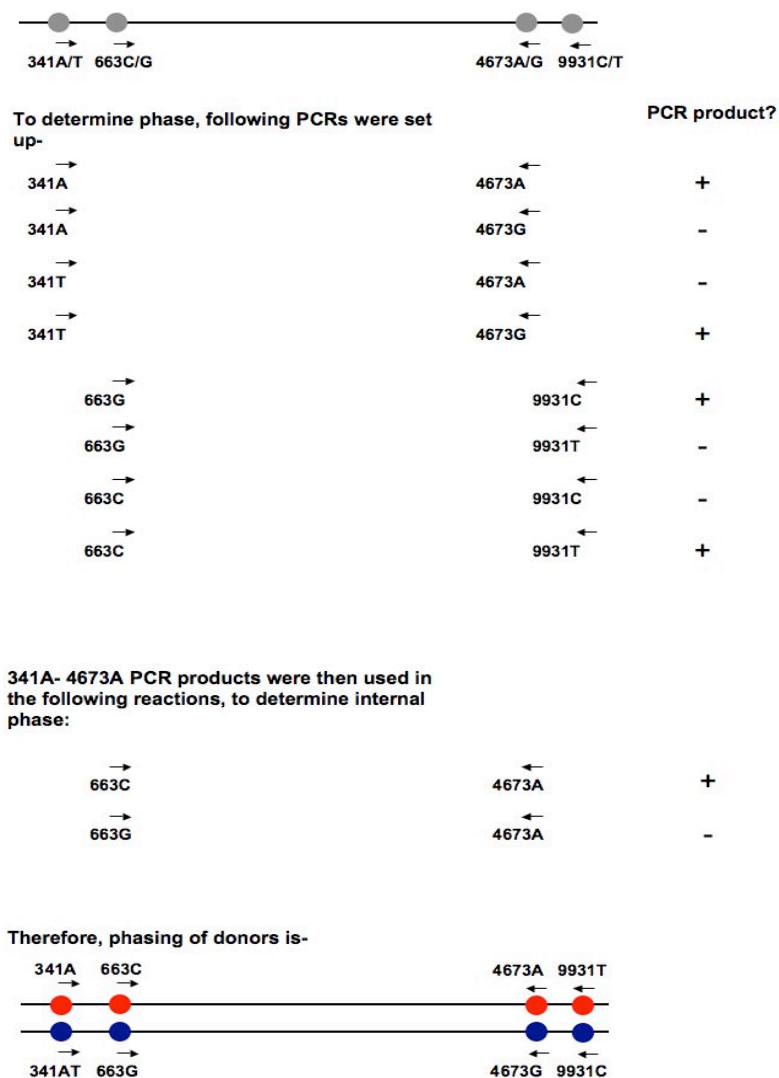 341A/T 663C/G 4673A/G 9931C/T
To determine phase, following PCRs were set
up-
PCR product?
341A 4673A +
341A 4673G -
341T 4673A -
341T 4673G +
663G 9931C +
663G 9931T -
663C 9931C -
663C 9931T +
341A- 4673A PCR products were then used in
the following reactions, to determine internal
phase:
663C 4673A +
663G 4673A -
Therefore, phasing of donors is-
341A 663C 4673A 9931T
341AT 663G 4673G 9931C